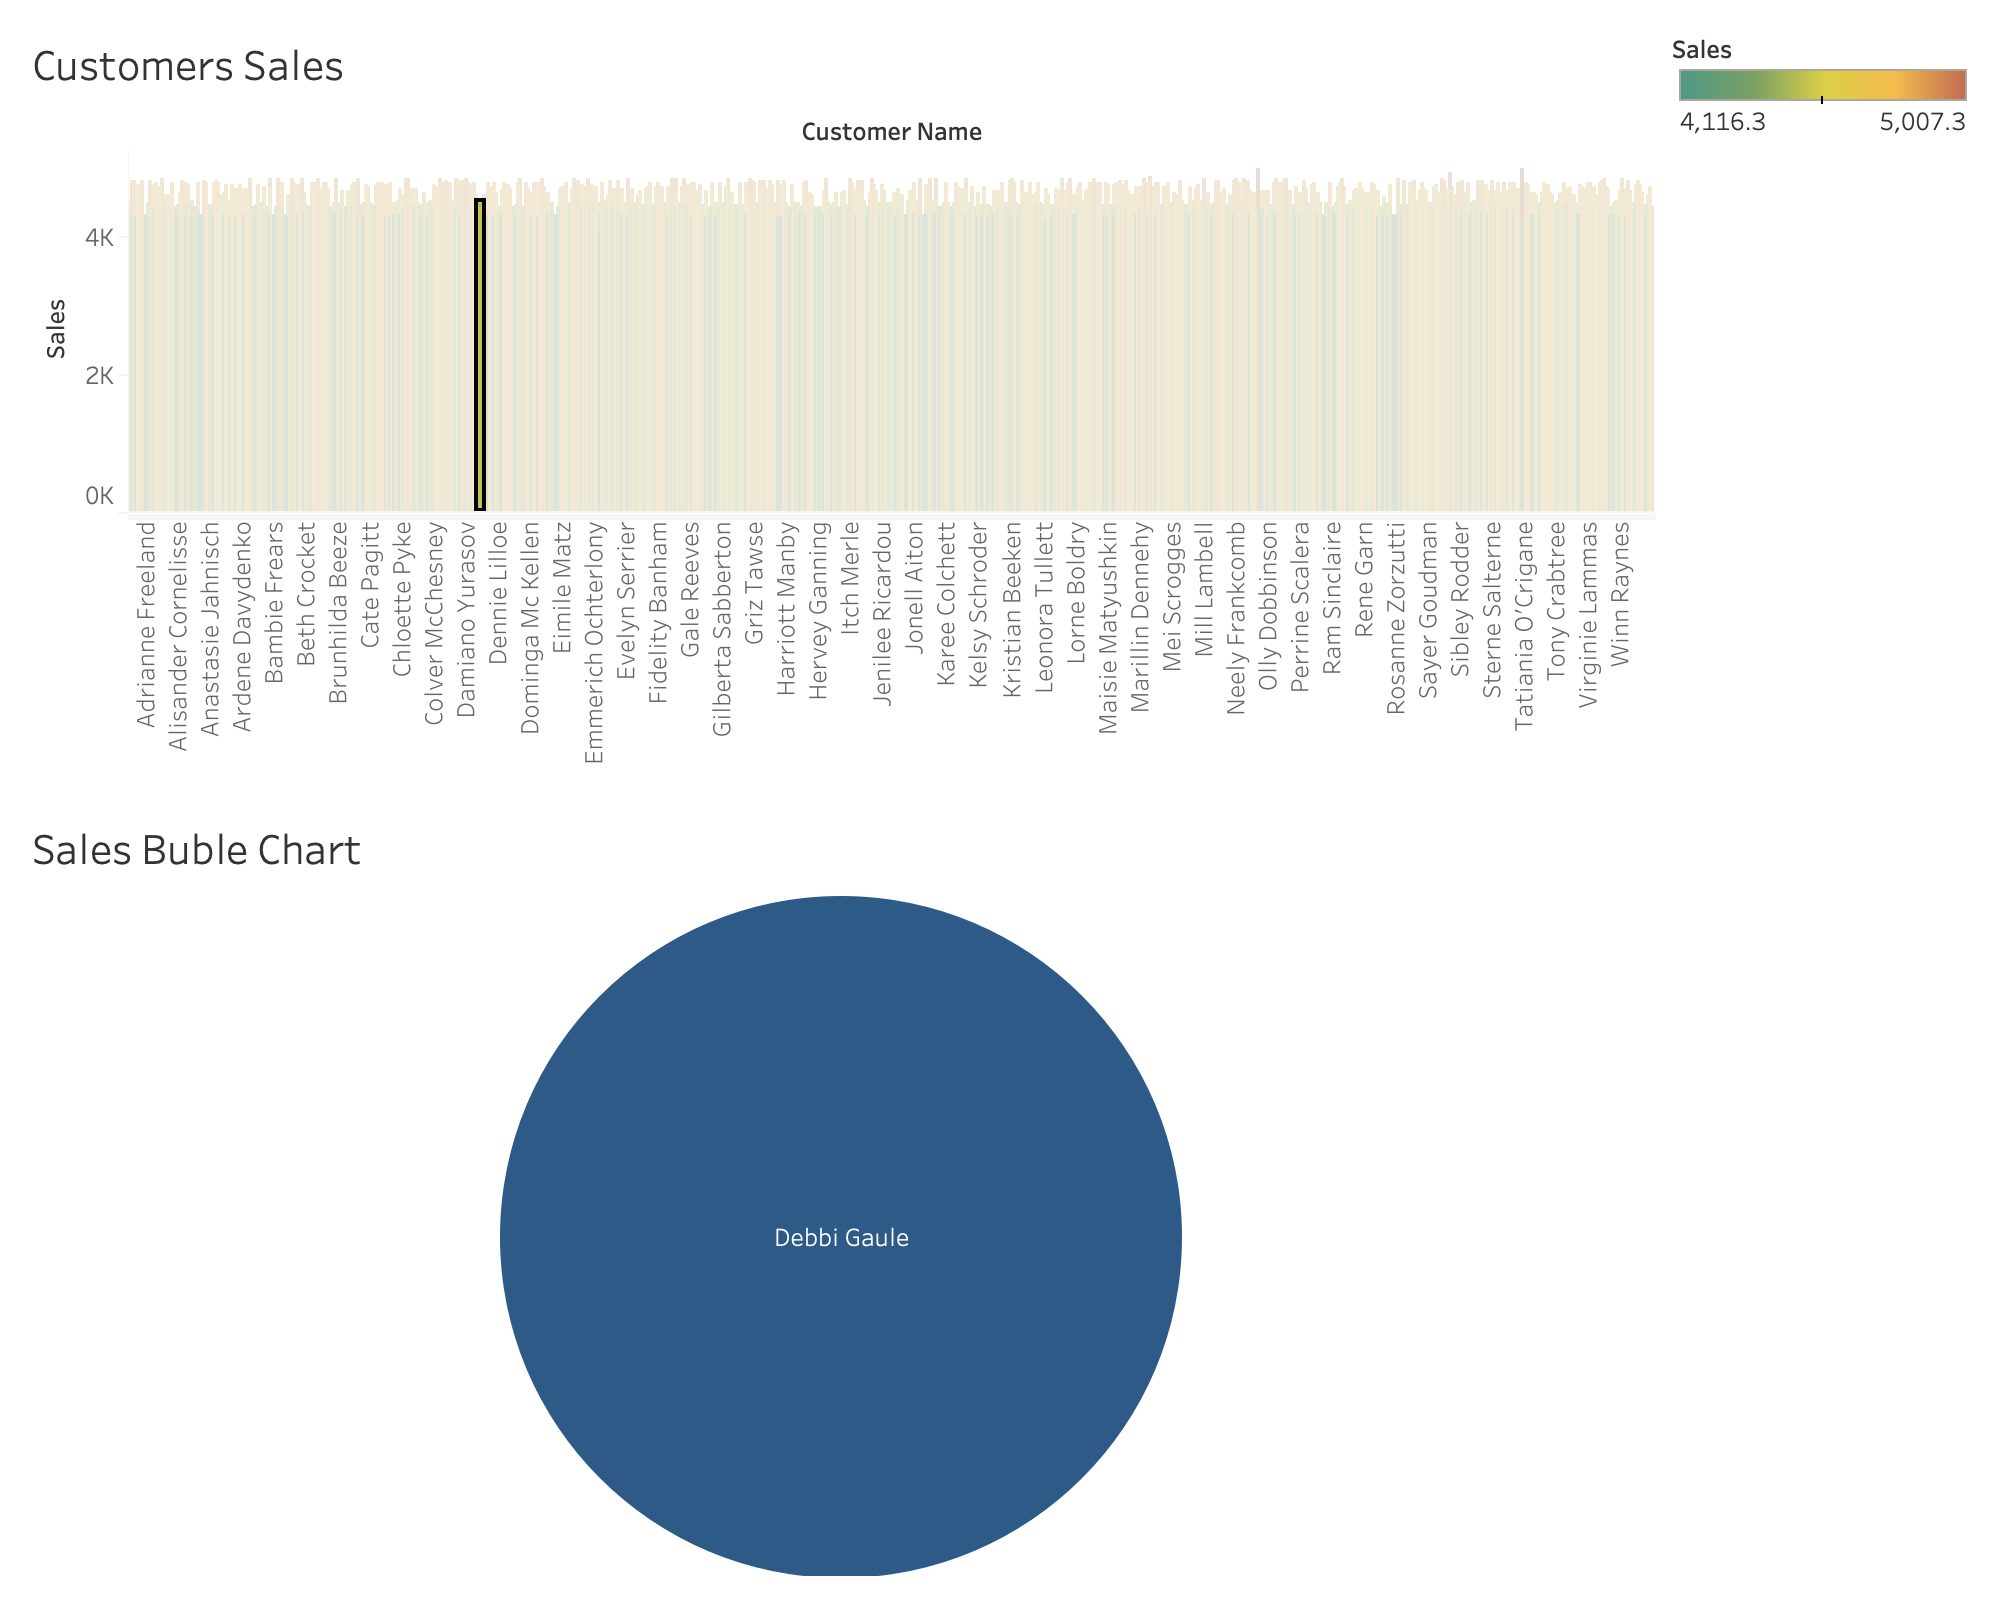 Customers Sales
Sales
4,116.3
5,007.3
Customer Name
Sales
4K
2K
0K
Adrianne Freeland
Alisander Cornelisse
Anastasie Jahnisch
Ardene Davydenko
Bambie Frears
Beth Crocket
Brunhilda Beeze
Cate Pagitt
Chloette Pyke
Colver McChesney
Damiano Yurasov
Dennie Lilloe
Dominga Mc Kellen
Eimile Matz
Emmerich Ochterlony
Evelyn Serrier
Fidelity Banham
Gale Reeves
Gilberta Sabberton
Griz Tawse
Harriott Manby
Hervey Ganning
Itch Merle
Jenilee Ricardou
Jonell Aiton
Karee Colchett
Kelsy Schroder
Kristian Beeken
Leonora Tullett
Lorne Boldry
Maisie Matyushkin
Marillin Dennehy
Mei Scrogges
Mill Lambell
Neely Frankcomb
Olly Dobbinson
Perrine Scalera
Ram Sinclaire
Rene Garn
Rosanne Zorzutti
Sayer Goudman
Sibley Rodder
Sterne Salterne
Tatiania O’Crigane
Tony Crabtree
Virginie Lammas
Winn Raynes
Sales Buble Chart
Debbi Gaule